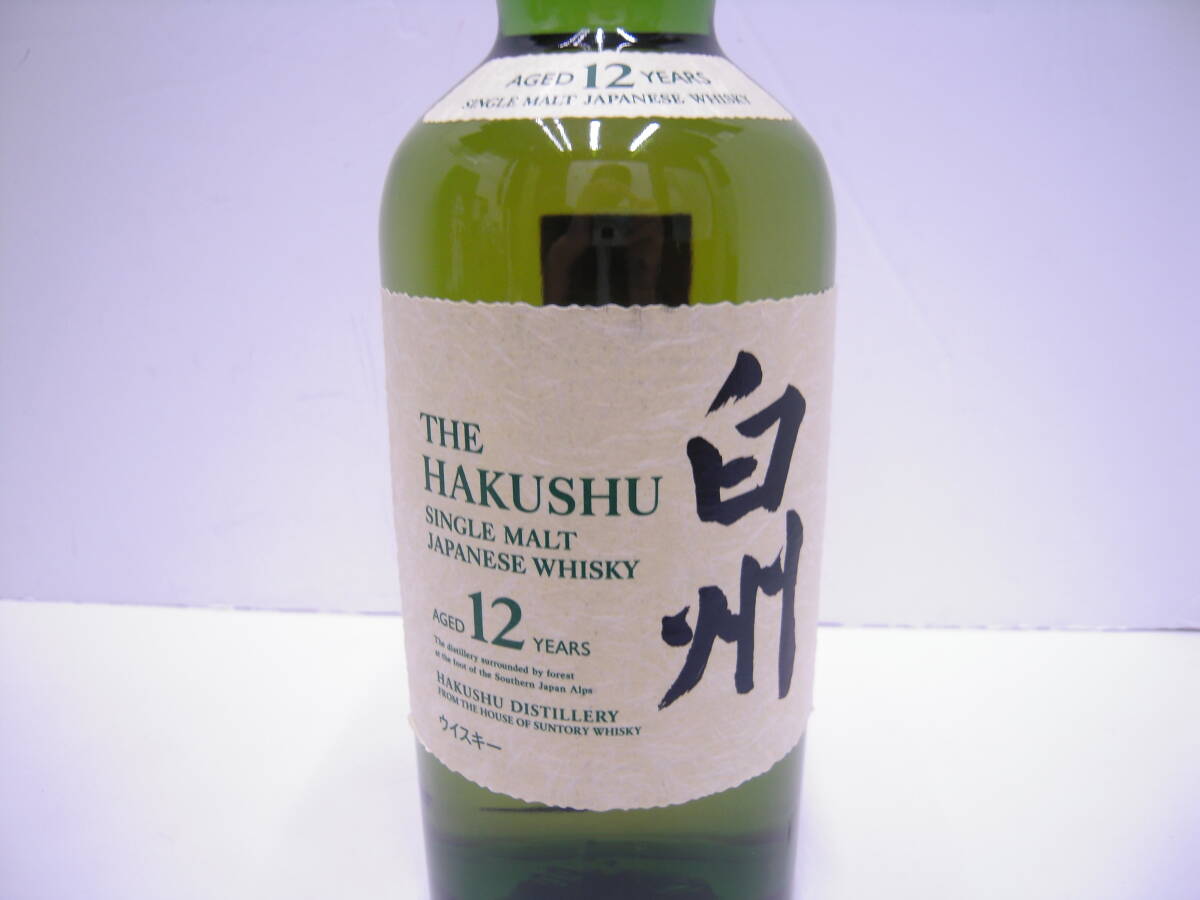 AGED 12 YEARS
SINGLE MALT JAPANESE WHISKY
THE
HAKUSHU
SINGLE MALT
JAPANESE WHISKY
AGED 12 YEARS
The distillery surrounded by forest
at the foot of the Southern Japan Alps
HAKUSHU DISTILLERY
FROM THE HOUSE OF SUNTORY WHISKY
ウイスキー
白州